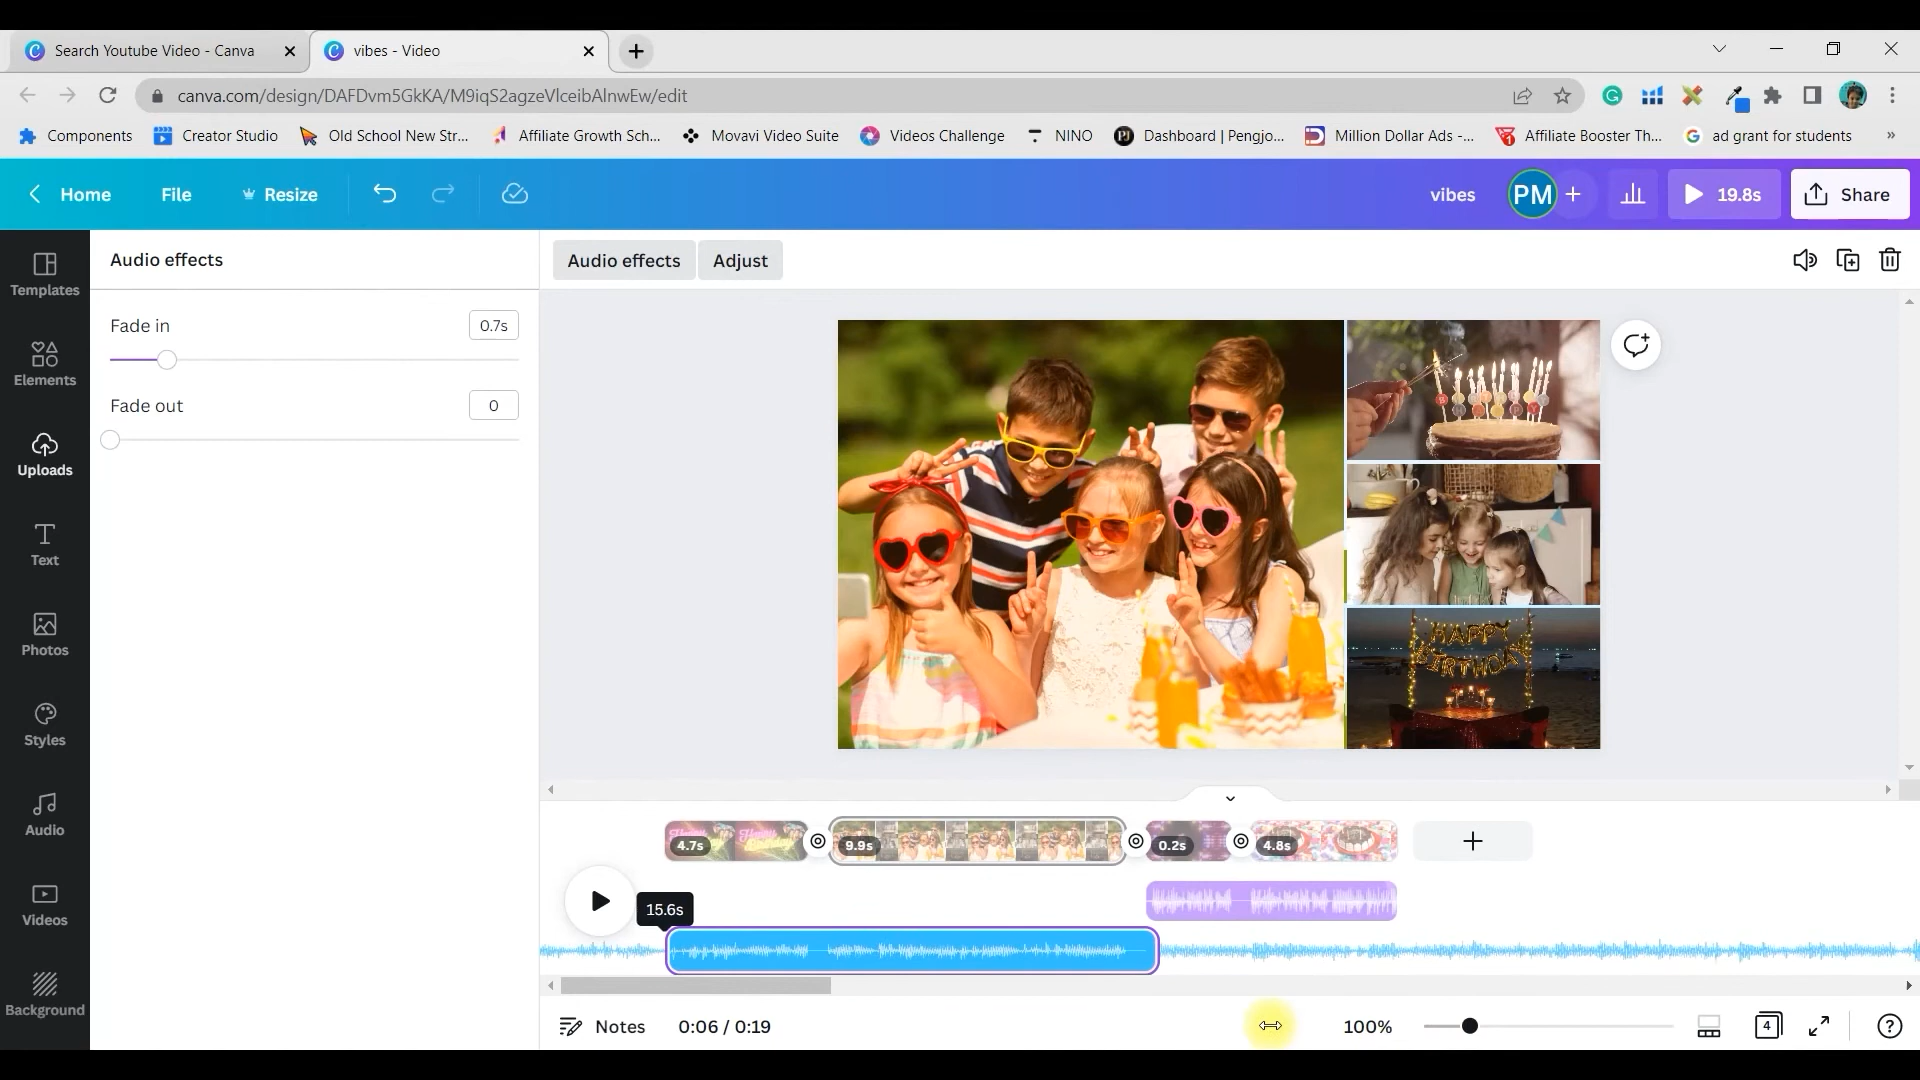 Search Youtube Video - Canva
vibes - Video
canva.com/design/DAFDvm5GkKA/M9iqS2agzeVlceibAlnwEw/edit
Components
Creator Studio
Old School New Str...
Affiliate Growth Sch...
Movavi Video Suite
Videos Challenge
NINO
Dashboard | Pengjo...
Million Dollar Ads -...
Affiliate Booster Th...
ad grant for students
»
Home
File
Resize
vibes
PM
19.8s
Share
Templates
Elements
Uploads
Text
Photos
Styles
Audio
Videos
Background
Audio effects
Fade in
0.7s
Fade out
0
Audio effects
Adjust
HAPPY
BIRTHDAY
4.7s
Happy
Birthday
9.9s
0.2s
4.8s
15.6s
Notes
0:06 / 0:19
100%
4